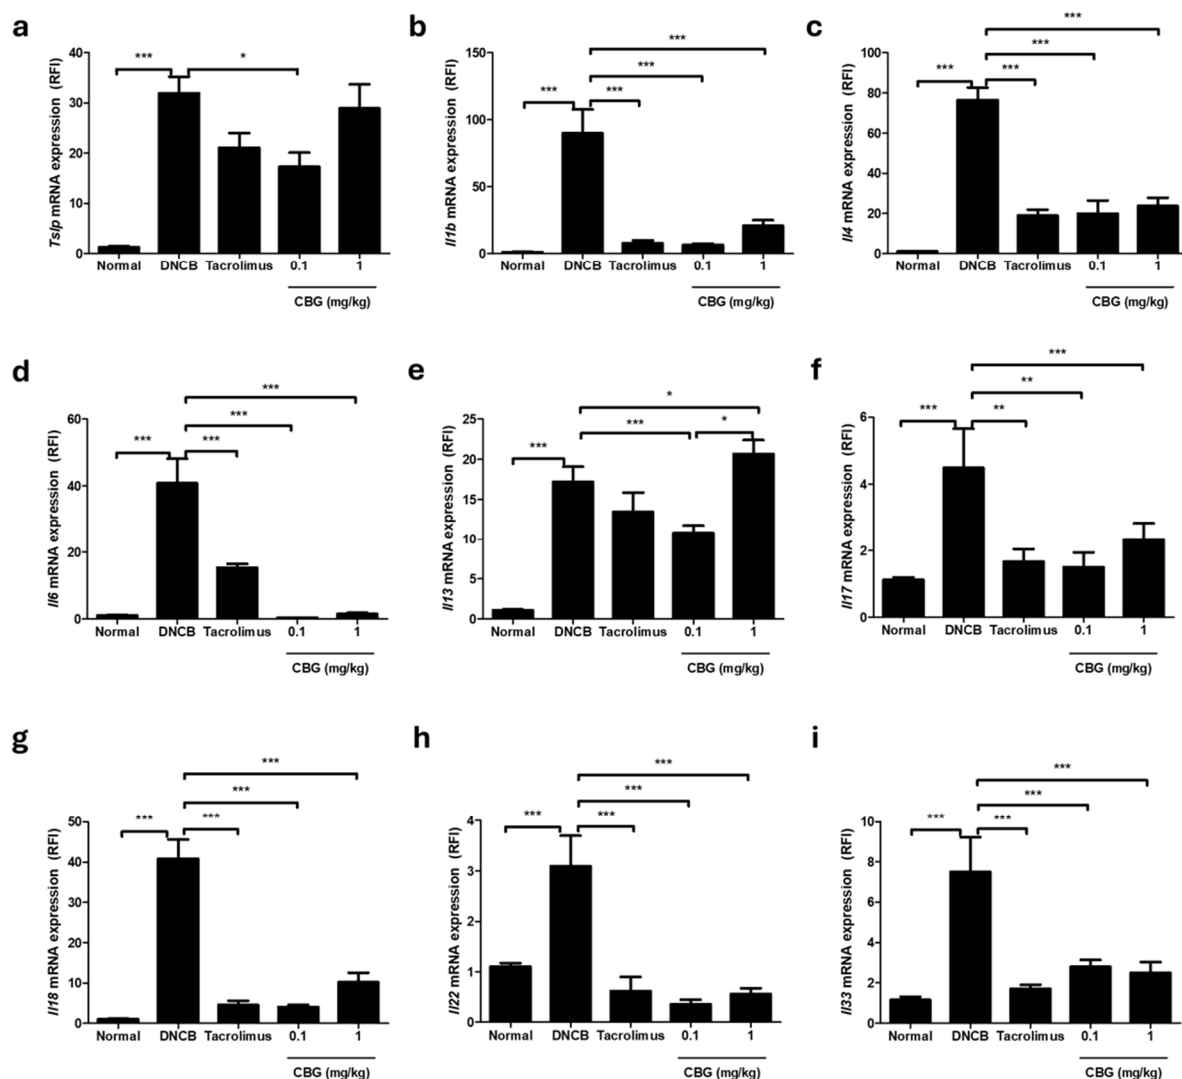 a
Tslp mRNA expression (RFI)
40
30
20
10
0
***
*
Normal DNCB Tacrolimus 0.1 1
CBG (mg/kg)
b
Il1b mRNA expression (RFI)
150
100
50
0
***
***
***
***
Normal DNCB Tacrolimus 0.1 1
CBG (mg/kg)
c
Il4 mRNA expression (RFI)
100
80
60
40
20
0
***
***
***
***
Normal DNCB Tacrolimus 0.1 1
CBG (mg/kg)
d
Il6 mRNA expression (RFI)
60
40
20
0
***
***
***
***
Normal DNCB Tacrolimus 0.1 1
CBG (mg/kg)
e
Il13 mRNA expression (RFI)
25
20
15
10
5
0
*
***
*
***
Normal DNCB Tacrolimus 0.1 1
CBG (mg/kg)
f
Il17 mRNA expression (RFI)
6
4
2
0
***
**
***
**
Normal DNCB Tacrolimus 0.1 1
CBG (mg/kg)
g
Il18 mRNA expression (RFI)
50
40
30
20
10
0
***
***
***
***
Normal DNCB Tacrolimus 0.1 1
CBG (mg/kg)
h
Il22 mRNA expression (RFI)
4
3
2
1
0
***
***
***
***
Normal DNCB Tacrolimus 0.1 1
CBG (mg/kg)
i
Il33 mRNA expression (RFI)
10
8
6
4
2
0
***
***
***
***
Normal DNCB Tacrolimus 0.1 1
CBG (mg/kg)